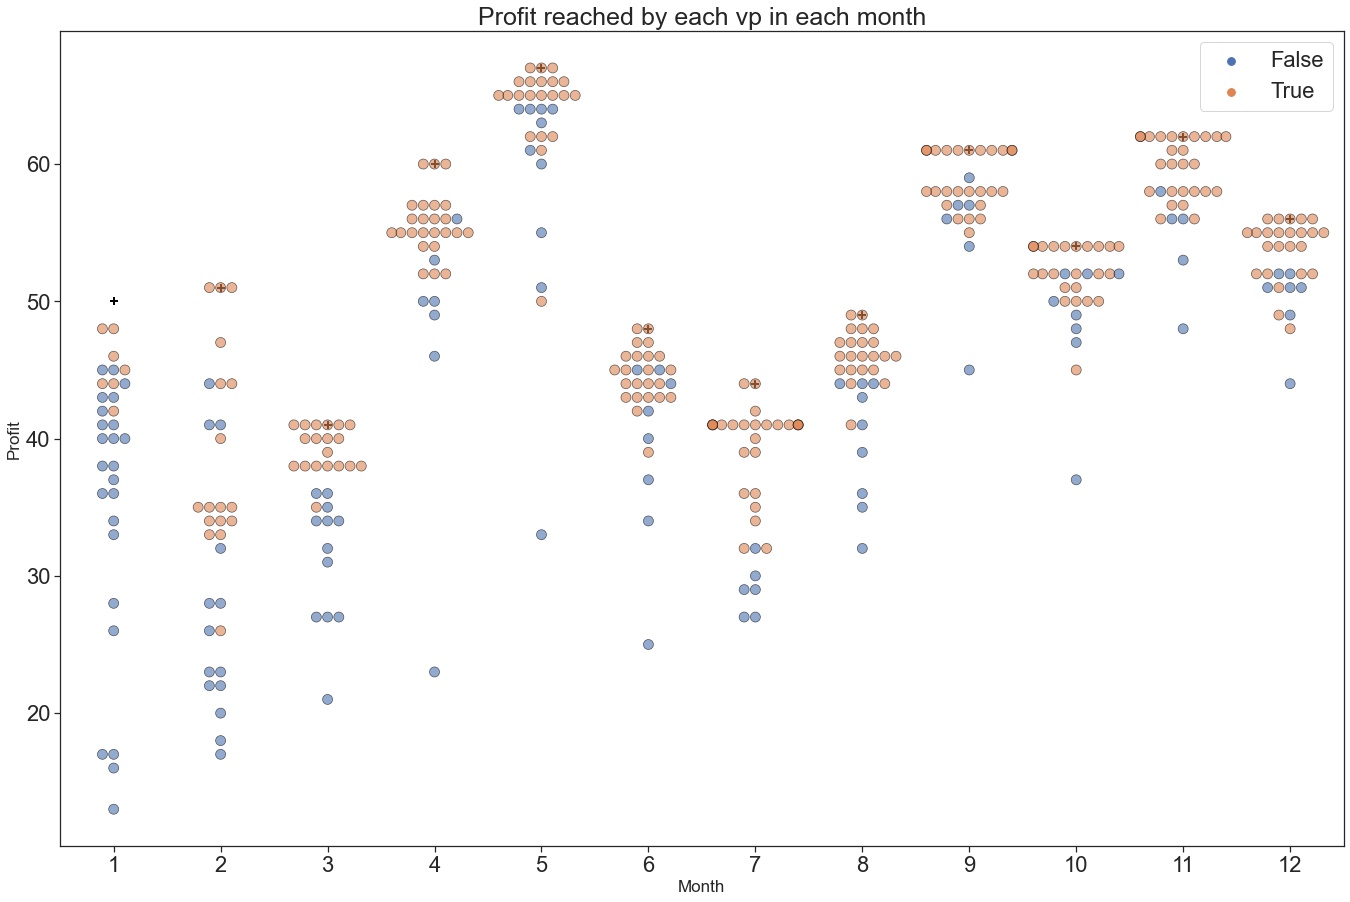 Profit reached by each vp in each month
False
True
Profit
60
50
40
30
20
1 2 3 4 5 6 7 8 9 10 11 12
Month